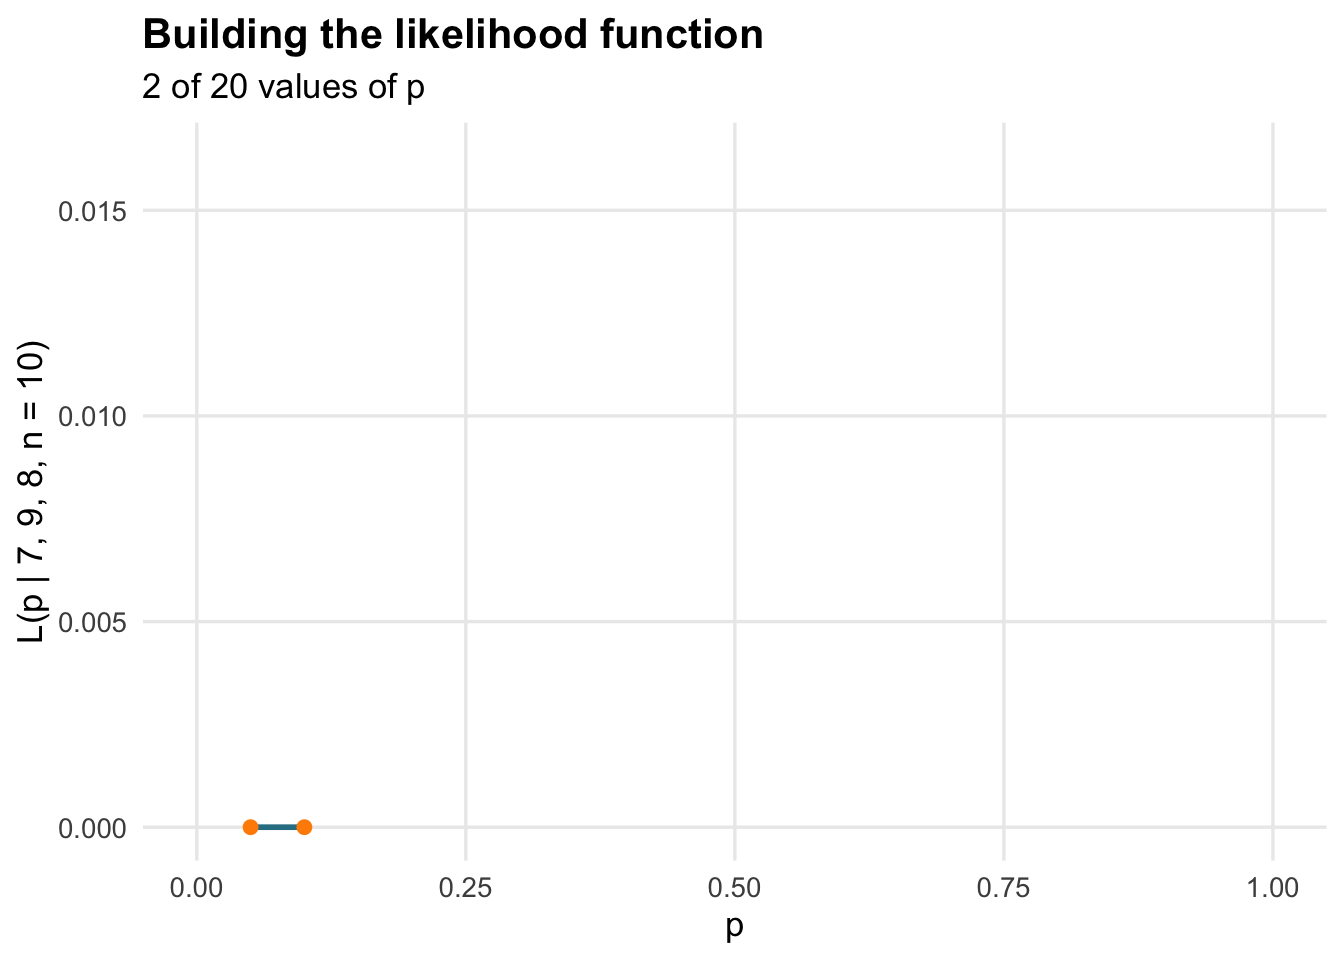 Building the likelihood function
2 of 20 values of p
L(p | 7, 9, 8, n = 10)
0.015
0.010
0.005
0.000
0.00 0.25 0.50 0.75 1.00
p